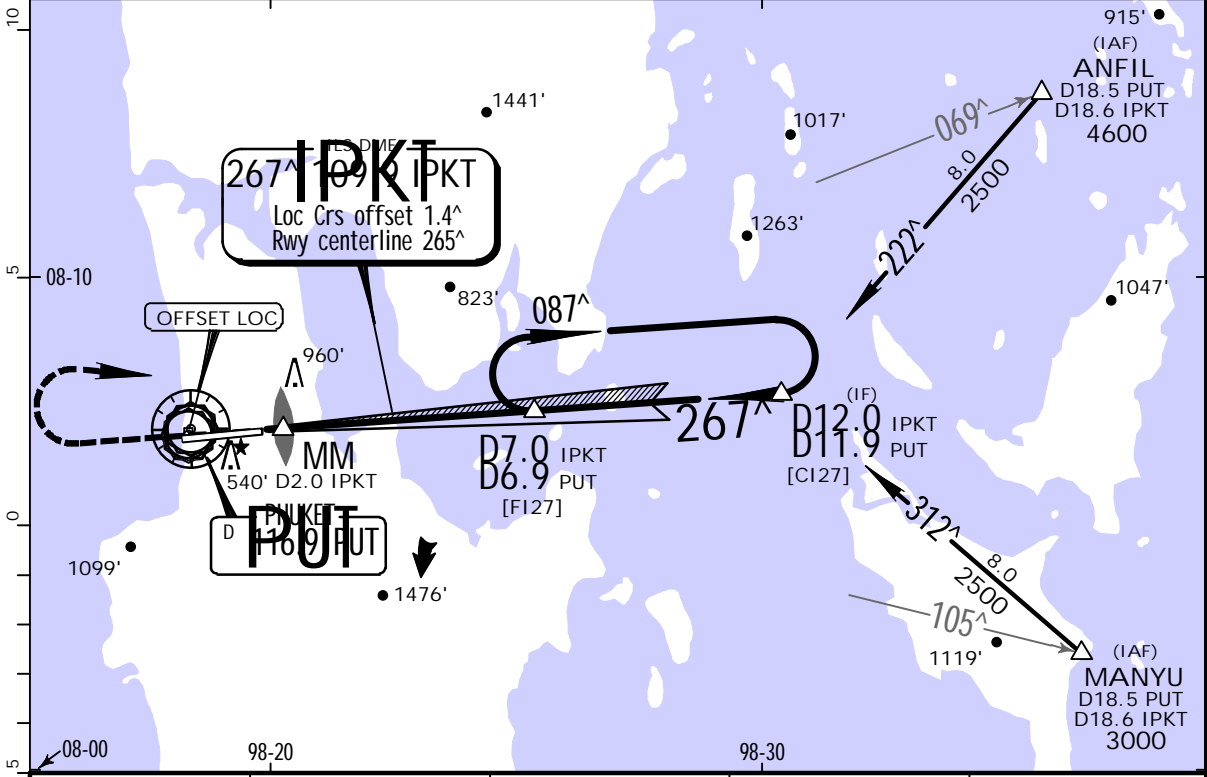 10
915'
(IAF)
ANFIL
D18.5 PUT
D18.6 IPKT
4600
1441'
1017'
069^
8.0
2500
222^
ILS DME
IPKT
267^ 109.9 IPKT
Loc Crs offset 1.4^
Rwy centerline 265^
1263'
5
08-10
823'
1047'
087^
OFFSET LOC
960'
267^
(IF)
D12.0 IPKT
D11.9 PUT
[CI27]
D7.0 IPKT
D6.9 PUT
[FI27]
MM
540' D2.0 IPKT
312^
0
PHUKET
D
PUT
116.9 PUT
1099'
1476'
8.0
2500
105^
1119'
(IAF)
MANYU
D18.5 PUT
D18.6 IPKT
3000
08-00
98-20
98-30
5